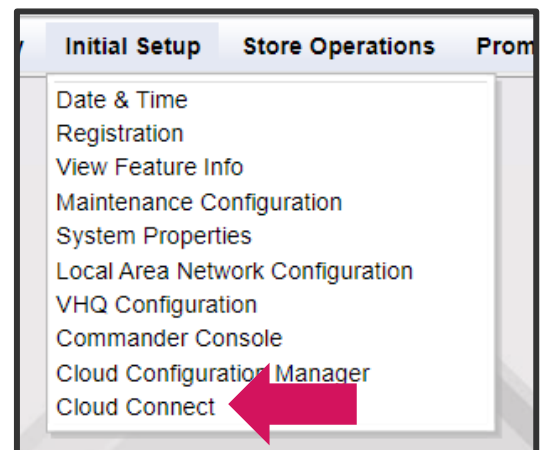 y Initial Setup Store Operations Prom
Date & Time
Registration
View Feature Info
Maintenance Configuration
System Properties
Local Area Network Configuration
VHQ Configuration
Commander Console
Cloud Configuration Manager
Cloud Connect